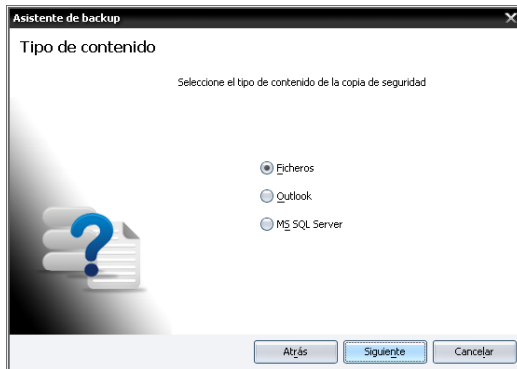 Asistente de backup
Tipo de contenido
Seleccione el tipo de contenido de la copia de seguridad
Ficheros
Outlook
MS SQL Server
Atrás Siguiente Cancelar